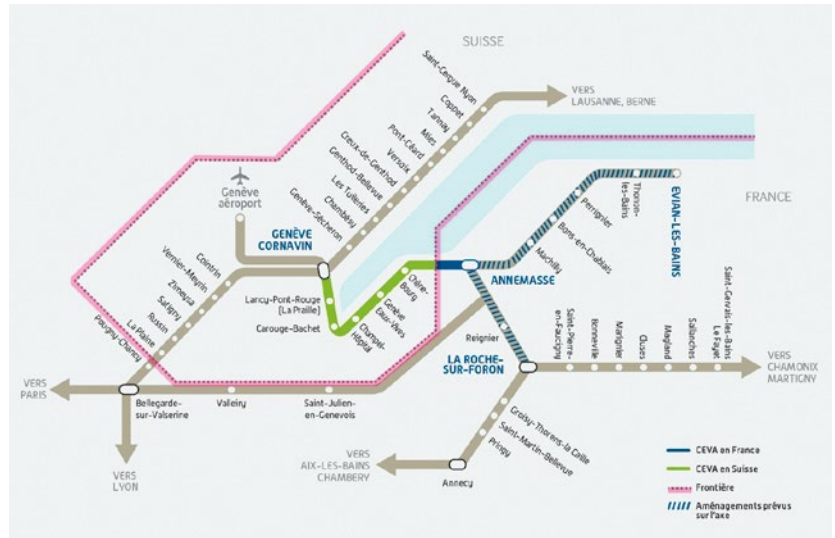 SUISSE
Saint-Cergue Nyon
Coppet
Tannay
Mies
Pont-Céard
Versoix
Creux-de-Genthod
Genthod-Bellevue
Les Tuileries
Chambésy
Genève-Sécheron
VERS
LAUSANNE, BERNE
Genève
aéroport
GENÈVE
CORNAVIN
FRANCE
EVIAN-LES-BAINS
Thonon-
les-Bains
Perrignier
Bons-en-Chablais
Machilly
ANNEMASSE
Cointrin
Vernier-Meyrin
Zimeysa
Satigny
Russin
La Plaine
Pougny-Chancy
Lancy-Pont-Rouge
(La Praille)
Carouge-Bachet
Champel-
Hôpital
Genève
Eaux-Vives
Chêne-
Bourg
Reignier
LA ROCHE-
SUR-FORON
Saint-Pierre-
en-Faucigny
Bonneville
Marignier
Cluses
Magland
Sallanches
Saint-Gervais-les-Bains
Le Fayet
VERS
CHAMONIX
MARTIGNY
VERS
PARIS
Bellegarde-
sur-Valserine
Valleiry
Saint-Julien-
en-Genevois
VERS
LYON
VERS
AIX-LES-BAINS
CHAMBERY
Annecy
Groisy-Thorens-la Caille
Saint-Martin-Bellevue
Pringy
CEVA en France
CEVA en Suisse
Frontière
Aménagements prévus
sur l'axe